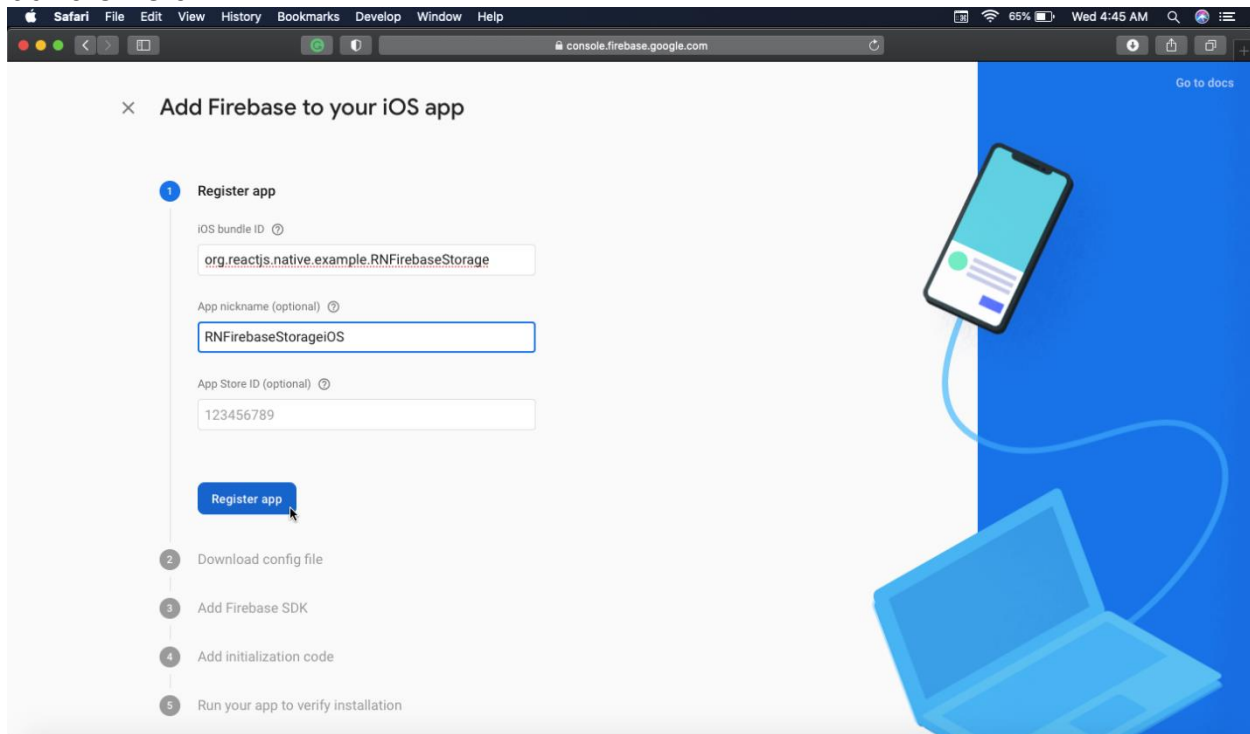 Safari File Edit View History Bookmarks Develop Window Help 65% Wed 4:45 AM
console.firebase.google.com
Go to docs
Add Firebase to your iOS app
1 Register app
iOS bundle ID
org.reactjs.native.example.RNFirebaseStorage
App nickname (optional)
RNFirebaseStorageiOS
App Store ID (optional)
123456789
Register app
2 Download config file
3 Add Firebase SDK
4 Add initialization code
5 Run your app to verify installation